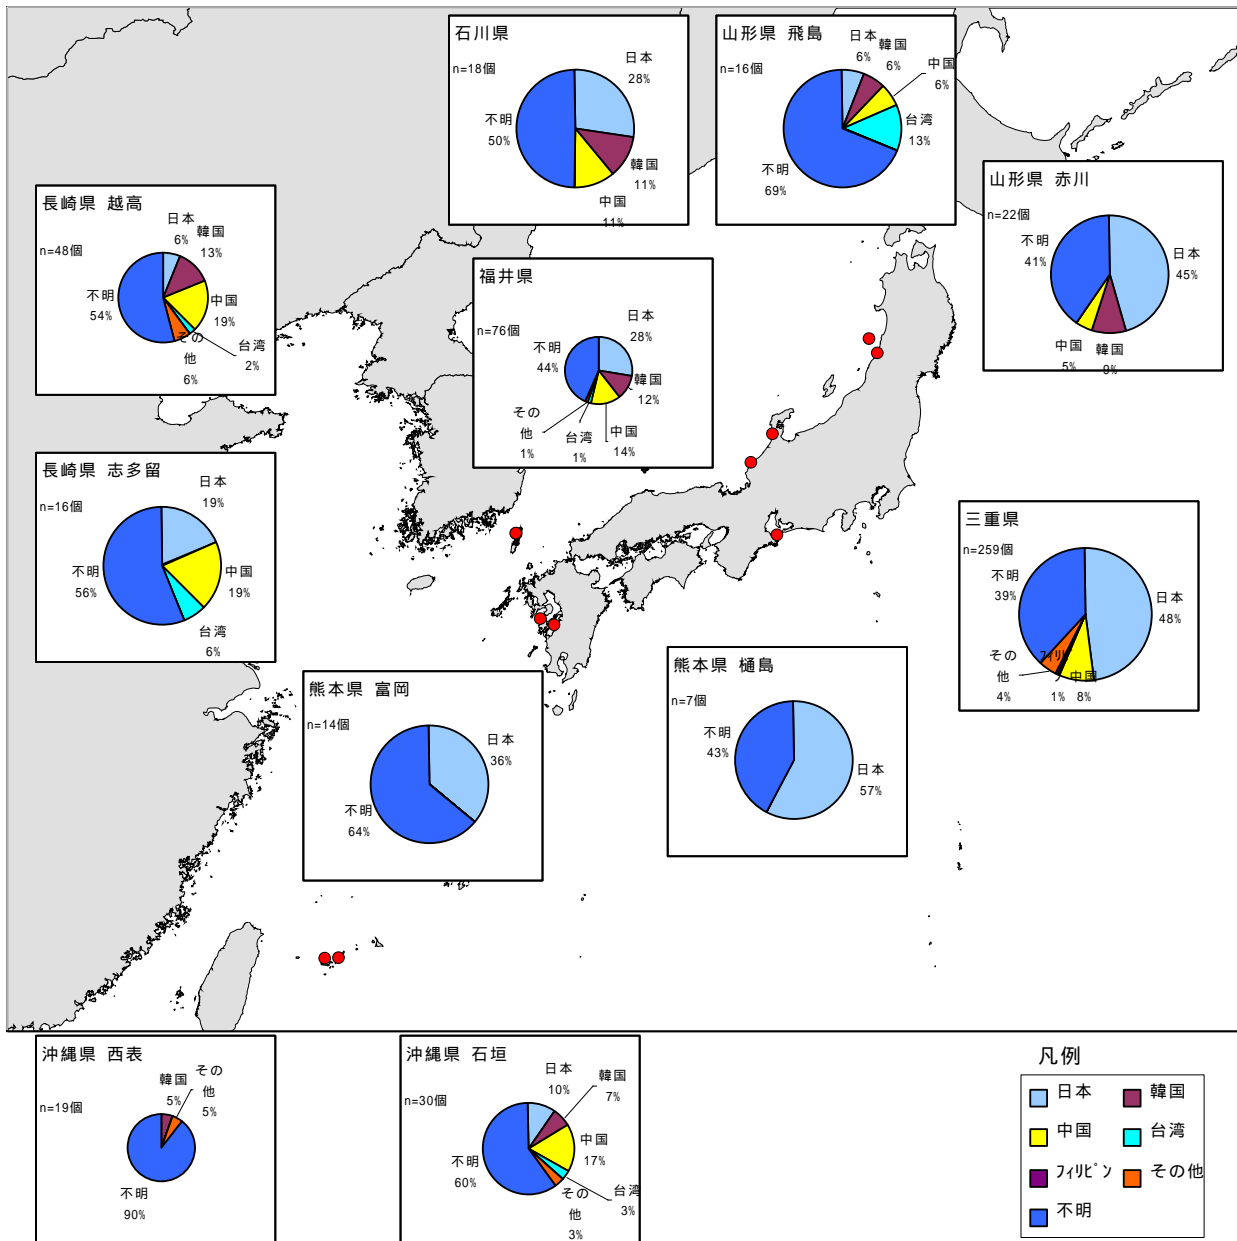 石川県
n=18個
日本
28%
韓国
11%
中国
11%
不明
50%
山形県 飛島
n=16個
日本
6%
韓国
6%
中国
6%
台湾
13%
不明
69%
山形県 赤川
n=22個
日本
45%
韓国
9%
中国
5%
不明
41%
長崎県 越高
n=48個
日本
6%
韓国
13%
中国
19%
台湾
2%
その
他
6%
不明
54%
福井県
n=76個
日本
28%
韓国
12%
中国
14%
台湾
1%
その
他
1%
不明
44%
長崎県 志多留
n=16個
日本
19%
中国
19%
台湾
6%
不明
56%
三重県
n=259個
日本
48%
中国
8%
ﾌｨﾘﾋﾟ
ﾝ
1%
その
他
4%
不明
39%
熊本県 富岡
n=14個
日本
36%
不明
64%
熊本県 樋島
n=7個
日本
57%
不明
43%
沖縄県 西表
n=19個
韓国
5%
その
他
5%
不明
90%
沖縄県 石垣
n=30個
日本
10%
韓国
7%
中国
17%
台湾
3%
その
他
3%
不明
60%
凡例
日本
韓国
中国
台湾
ﾌｨﾘﾋﾟﾝ
その他
不明